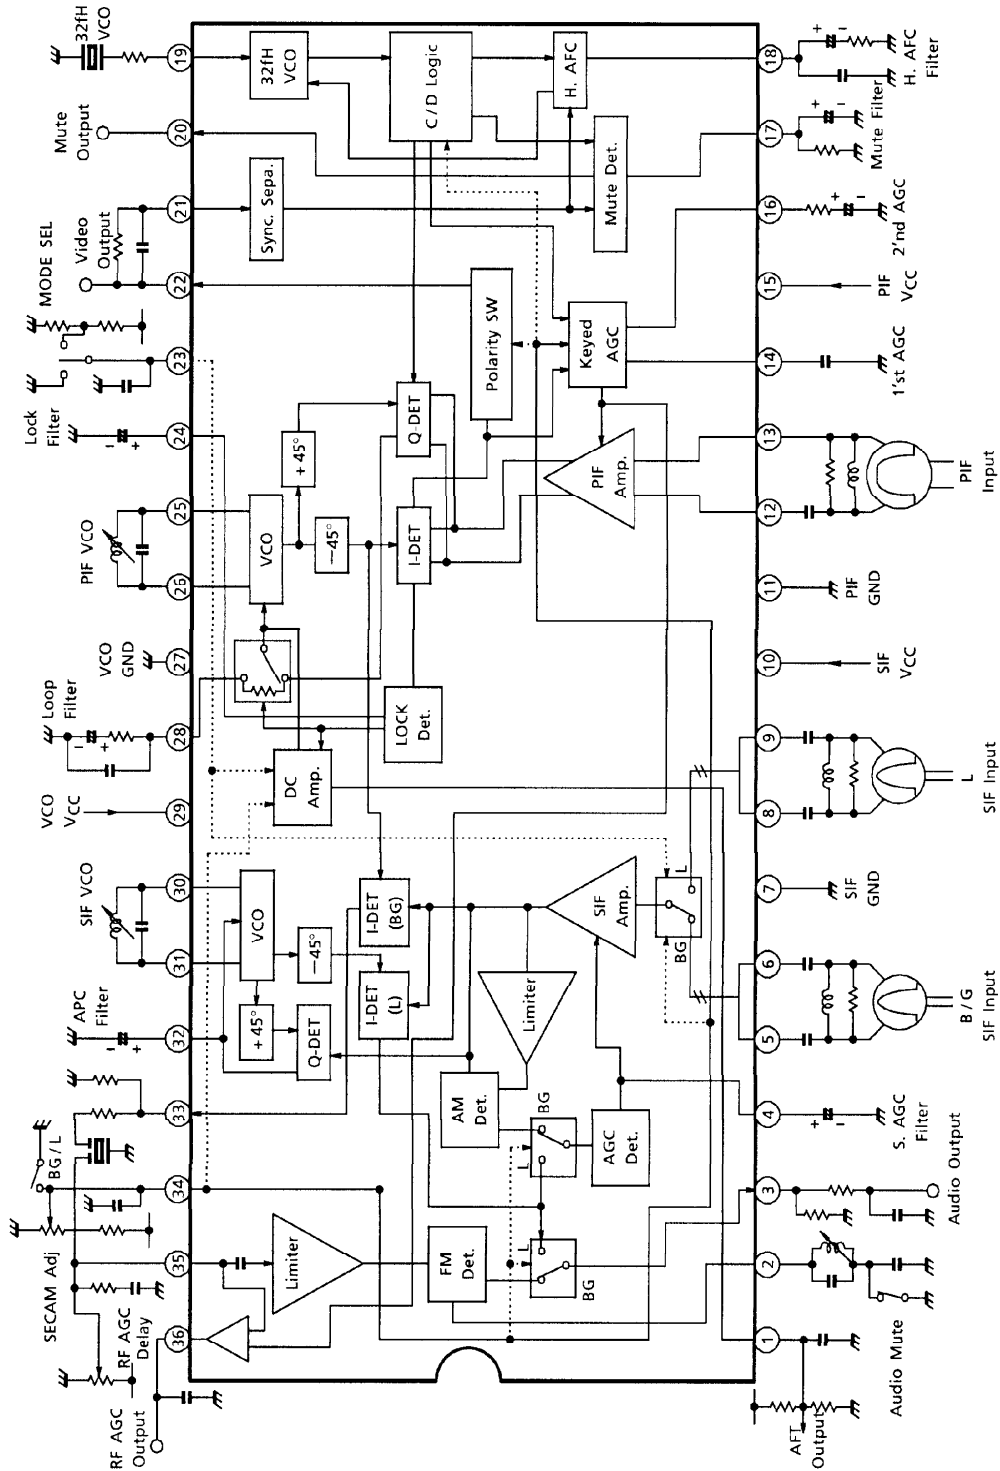 32fH
VCO
Mute
Output
MODE SEL
Video
Output
Lock
Filter
PIF VCO
VCO
GND
Loop
Filter
VCO
VCC
SIF VCO
APC
Filter
BG / L
SECAM Adj
RF AGC
Delay
RF AGC
Output
19
20
21
22
23
24
25
26
27
28
29
30
31
32
33
34
35
36
32fH
VCO
C/D Logic
H. AFC
Sync. Sepa.
Mute Det.
Polarity SW
Keyed
AGC
+45°
Q-DET
VCO
−45°
I-DET
PIF
Amp.
LOCK
Det.
DC
Amp.
VCO
−45°
+45°
Q-DET
I-DET
(BG)
I-DET
(L)
SIF
Amp.
L
BG
Limiter
AM
Det.
BG
L
AGC
Det.
Limiter
FM
Det.
L
BG
18
17
16
15
14
13
12
11
10
9
8
7
6
5
4
3
2
1
H. AFC
Filter
Mute Filter
2'nd AGC
PIF
VCC
1'st AGC
PIF
Input
PIF
GND
SIF
VCC
L
SIF Input
SIF
GND
B/G
SIF Input
S. AGC
Filter
Audio Output
Audio Mute
AFT
Output